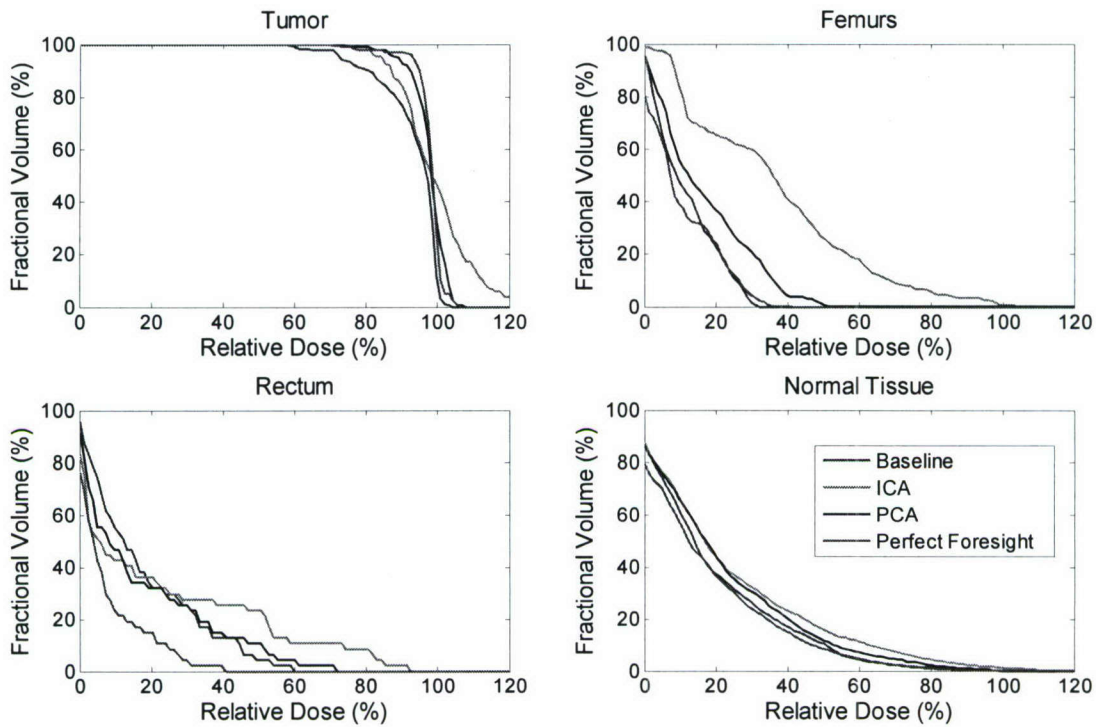 Tumor
Fractional Volume (%)
100
80
60
40
20
0
0 20 40 60 80 100 120
Relative Dose (%)
Femurs
Fractional Volume (%)
100
80
60
40
20
0
0 20 40 60 80 100 120
Relative Dose (%)
Rectum
Fractional Volume (%)
100
80
60
40
20
0
0 20 40 60 80 100 120
Relative Dose (%)
Normal Tissue
Fractional Volume (%)
100
80
60
40
20
0
Baseline
ICA
PCA
Perfect Foresight
0 20 40 60 80 100 120
Relative Dose (%)